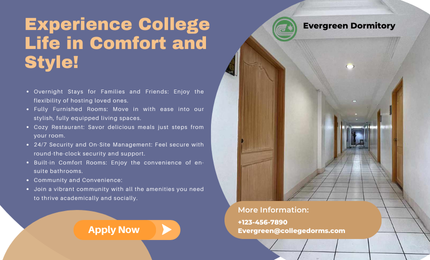 Experience College
Life in Comfort and
Style!
Evergreen Dormitory
• Overnight Stays for Families and Friends: Enjoy the
flexibility of hosting loved ones.
• Fully Furnished Rooms: Move in with ease into our
stylish, fully equipped living spaces.
• Cozy Restaurant: Savor delicious meals just steps from
your room.
• 24/7 Security and On-Site Management: Feel secure with
round-the-clock security and support.
• Built-in Comfort Rooms: Enjoy the convenience of en-
suite bathrooms.
• Community and Convenience:
• Join a vibrant community with all the amenities you need
to thrive academically and socially.
Apply Now
More Information:
+123-456-7890
Evergreen@collegedorms.com